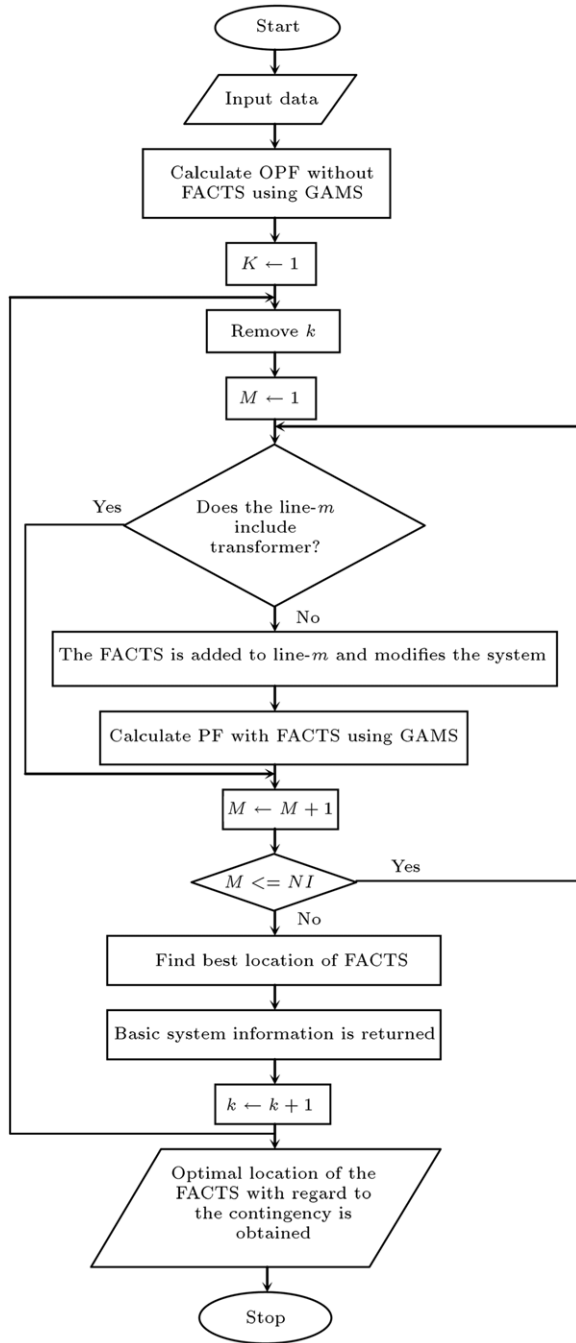 Start
Input data
Calculate OPF without
FACTS using GAMS
K ← 1
Remove k
M ← 1
Yes
Does the line-m
include
transformer?
No
The FACTS is added to line-m and modifies the system
Calculate PF with FACTS using GAMS
M ← M + 1
M <= NI
Yes
No
Find best location of FACTS
Basic system information is returned
k ← k + 1
Optimal location of the
FACTS with regard to
the contingency is
obtained
Stop